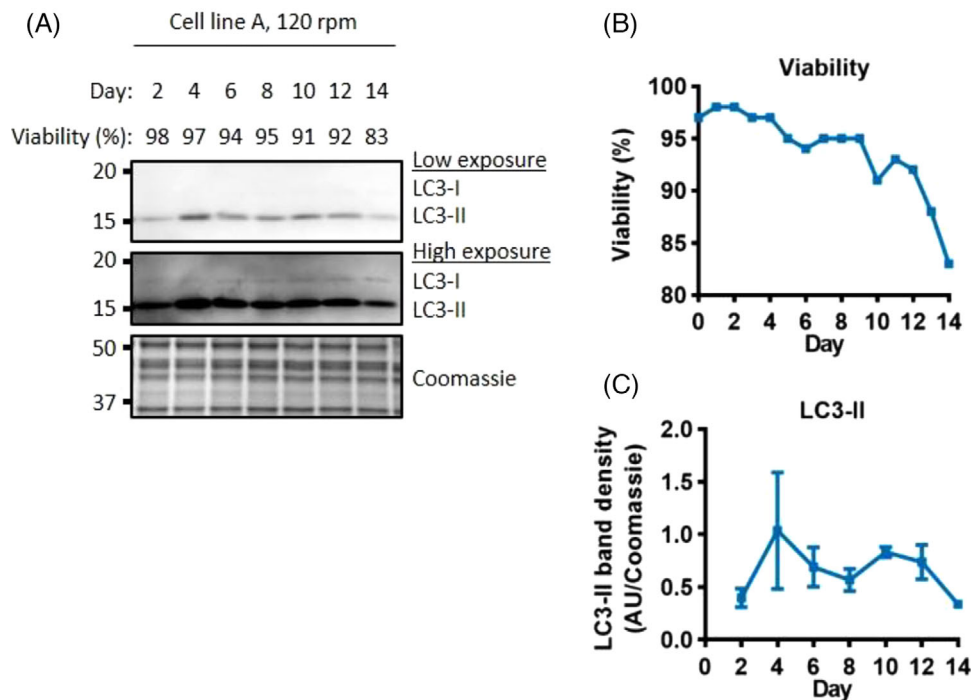 (A)
Cell line A, 120 rpm
Day: 2 4 6 8 10 12 14
Viability (%): 98 97 94 95 91 92 83
Low exposure
20
LC3-I
LC3-II
15
High exposure
20
LC3-I
LC3-II
15
50
Coomassie
37
(B)
Viability
100
95
90
85
80
Viability (%)
0 2 4 6 8 10 12 14
Day
(C)
LC3-II
2.0
1.5
1.0
0.5
0.0
LC3-II band density
(AU/Coomassie)
0 2 4 6 8 10 12 14
Day